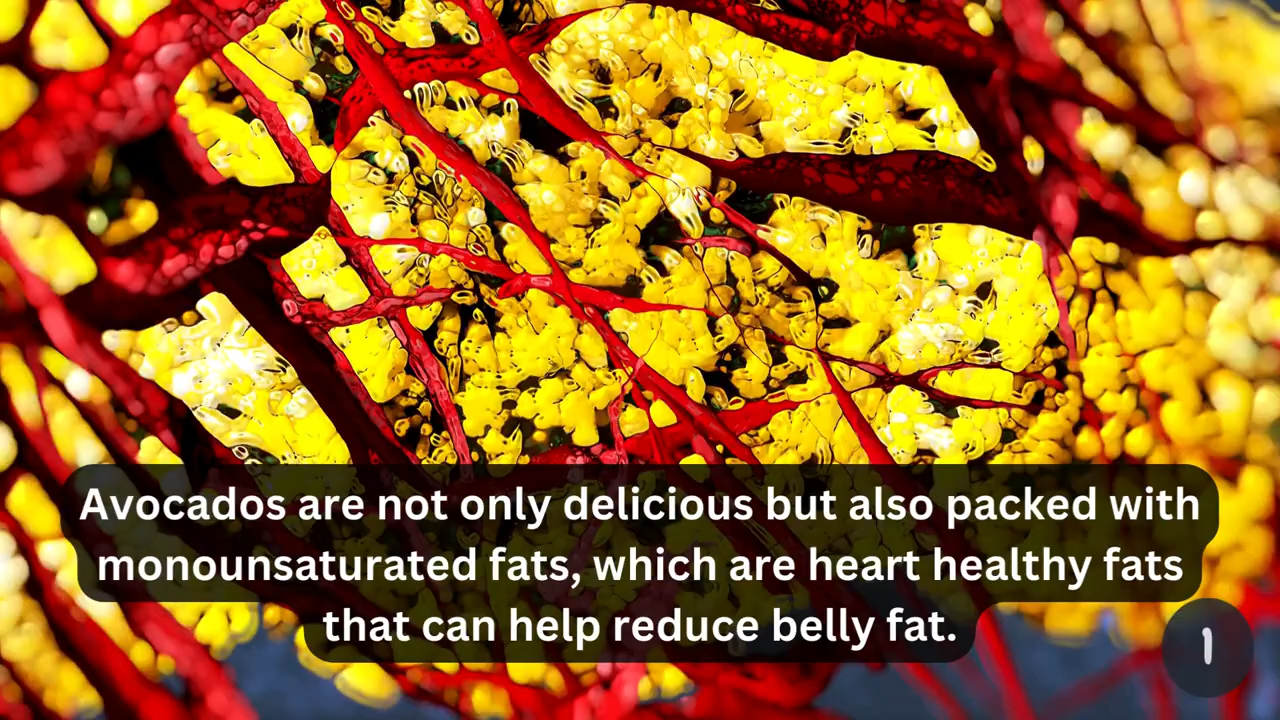 Avocados are not only delicious but also packed with
monounsaturated fats, which are heart healthy fats
that can help reduce belly fat.
1